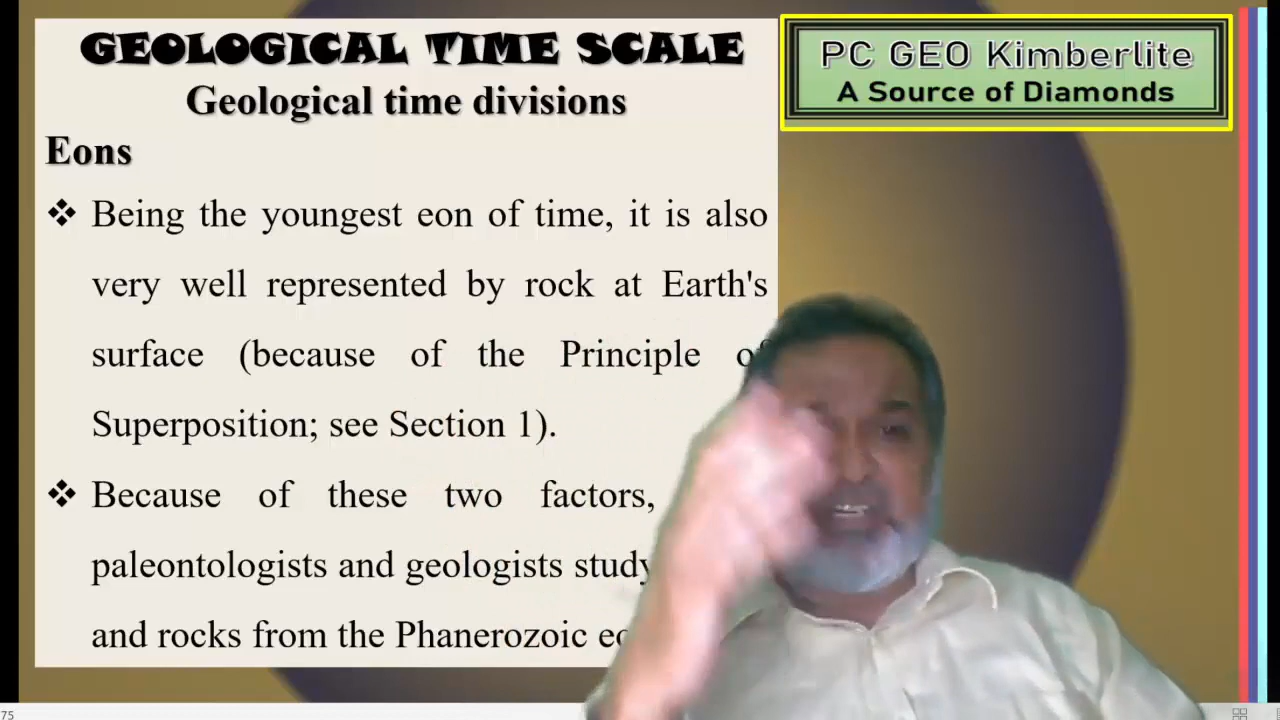 GEOLOGICAL TIME SCALE
Geological time divisions
Eons
❖ Being the youngest eon of time, it is also
very well represented by rock at Earth's
surface (because of the Principle of
Superposition; see Section 1).
❖ Because of these two factors,
paleontologists and geologists study
and rocks from the Phanerozoic
PC GEO Kimberlite
A Source of Diamonds
75